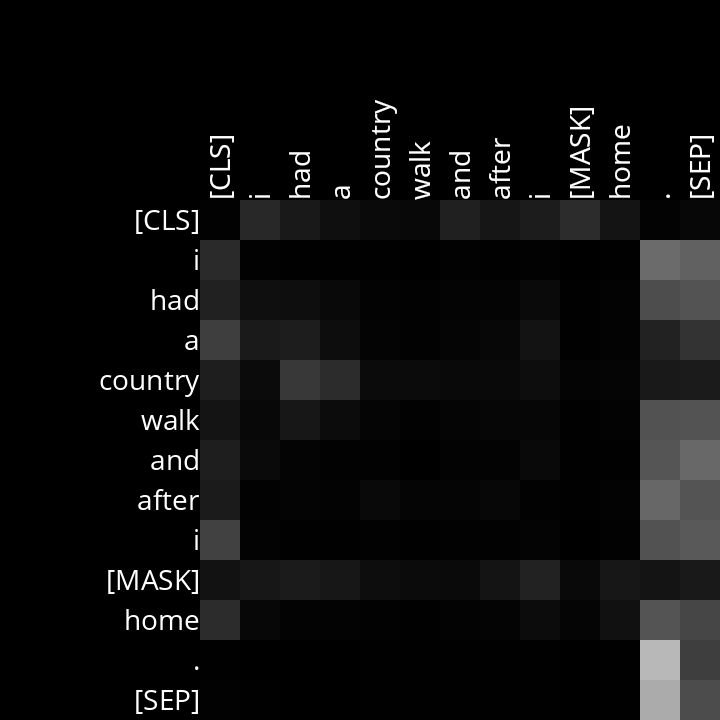 [CLS] i had a country walk and after i [MASK] home . [SEP]
[CLS]
i
had
a
country
walk
and
after
i
[MASK]
home
.
[SEP]